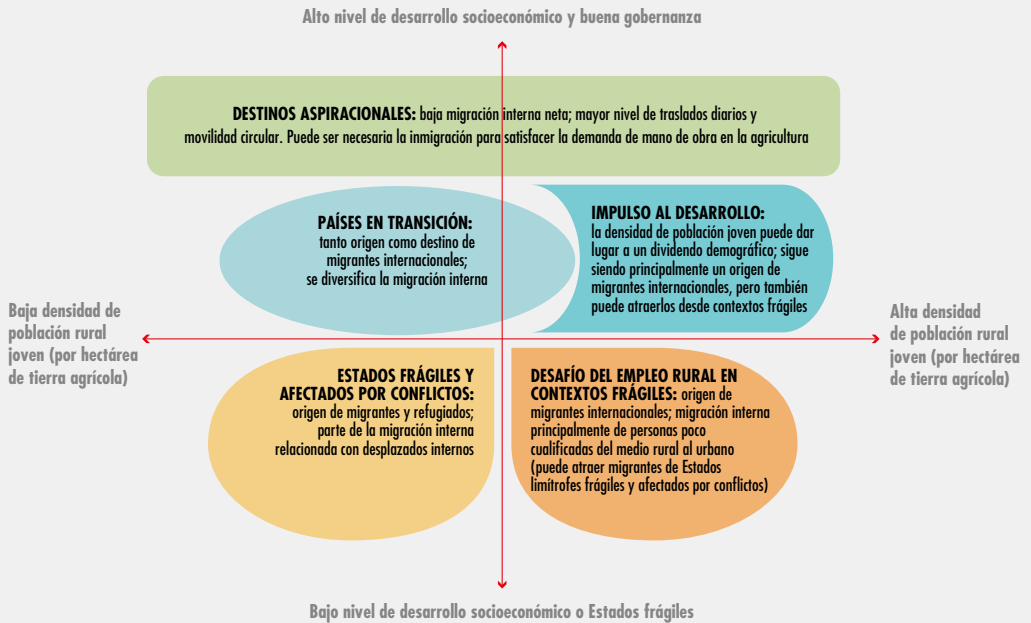 Alto nivel de desarrollo socioeconómico y buena gobernanza
DESTINOS ASPIRACIONALES: baja migración interna neta; mayor nivel de traslados diarios y
movilidad circular. Puede ser necesaria la inmigración para satisfacer la demanda de mano de obra en la agricultura
PAÍSES EN TRANSICIÓN:
tanto origen como destino de
migrantes internacionales;
se diversifica la migración interna
IMPULSO AL DESARROLLO:
la densidad de población joven puede dar
lugar a un dividendo demográfico; sigue
siendo principalmente un origen de
migrantes internacionales, pero también
puede atraerlos desde contextos frágiles
Baja densidad de
población rural
joven (por hectárea
de tierra agrícola)
Alta densidad
de población rural
joven (por hectárea
de tierra agrícola)
ESTADOS FRÁGILES Y
AFECTADOS POR CONFLICTOS:
origen de migrantes y refugiados;
parte de la migración interna
relacionada con desplazados internos
DESAFÍO DEL EMPLEO RURAL EN
CONTEXTOS FRÁGILES: origen de
migrantes internacionales; migración interna
principalmente de personas poco
cualificadas del medio rural al urbano
(puede atraer migrantes de Estados
limítrofes frágiles y afectados por conflictos)
Bajo nivel de desarrollo socioeconómico o Estados frágiles